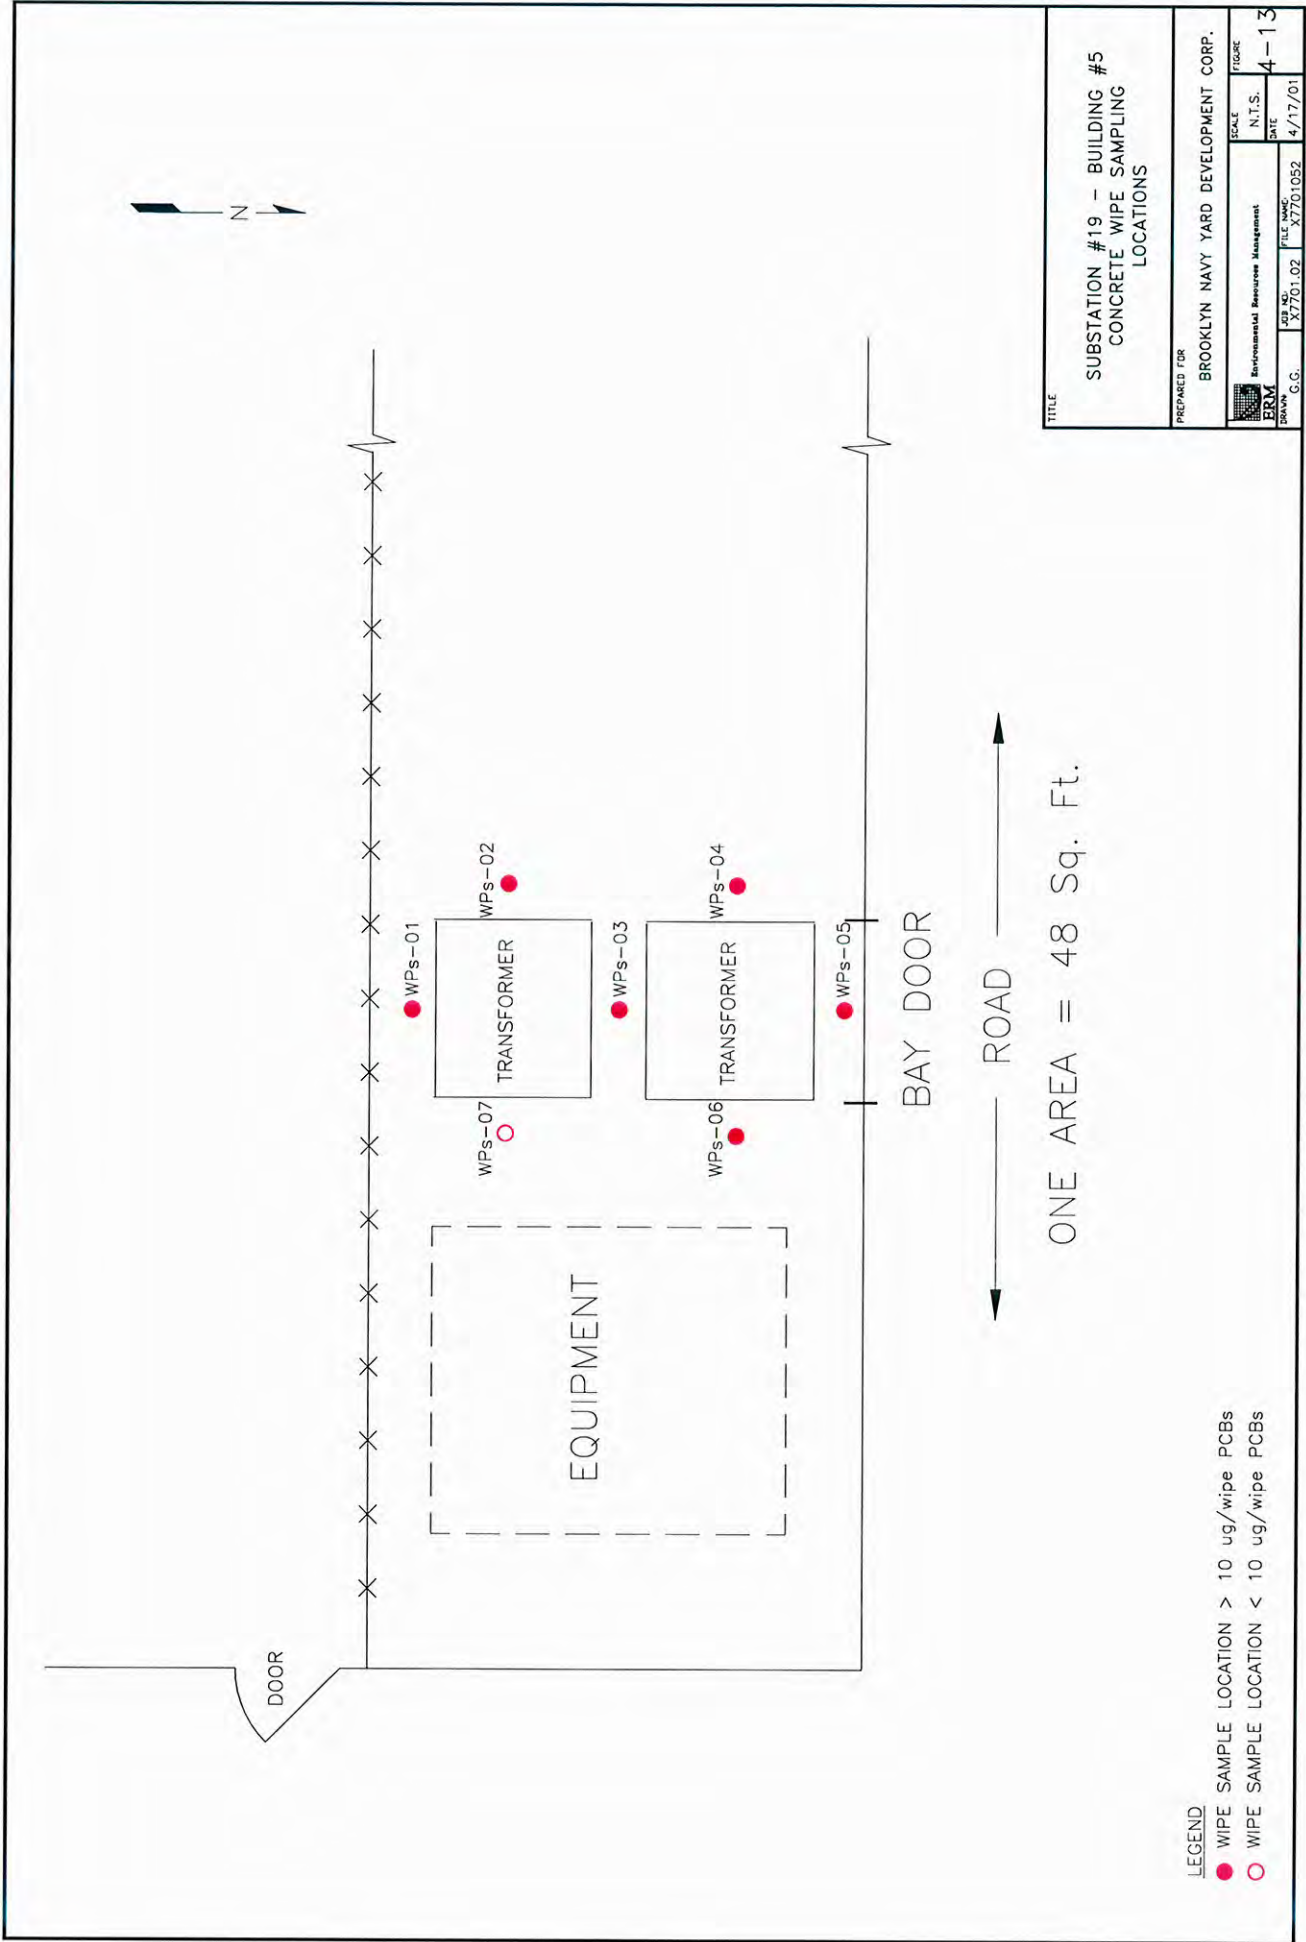 N
DOOR
WPs-01
WPs-02
WPs-07
TRANSFORMER
WPs-03
WPs-04
WPs-06
TRANSFORMER
WPs-05
EQUIPMENT
BAY DOOR
ROAD
ONE AREA = 48 Sq. Ft.
LEGEND
WIPE SAMPLE LOCATION > 10 ug/wipe PCBs
WIPE SAMPLE LOCATION < 10 ug/wipe PCBs
TITLE
SUBSTATION #19 - BUILDING #5
CONCRETE WIPE SAMPLING
LOCATIONS
PREPARED FOR
BROOKLYN NAVY YARD DEVELOPMENT CORP.
ERM
Environmental Resources Management
SCALE
N.T.S.
FIGURE
4-13
DRAWN
G.G.
JOB NO.
X7701.02
FILE NAME:
X7701052
DATE
4/17/01